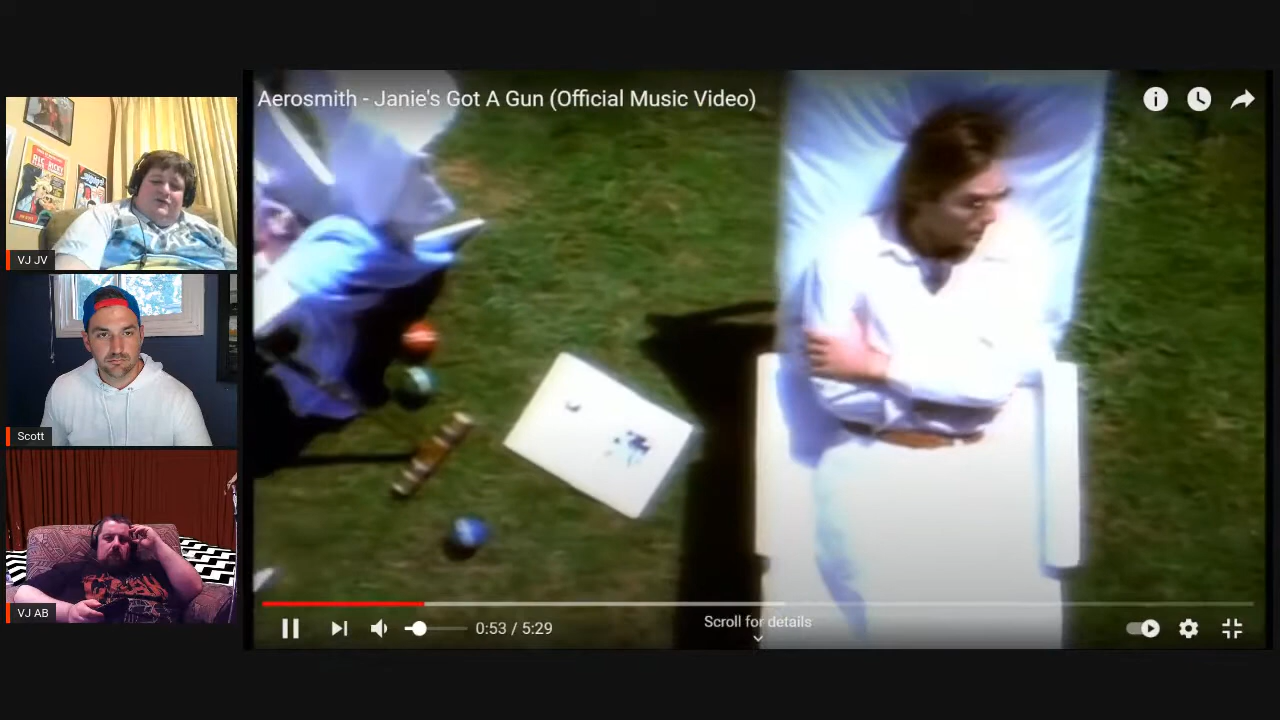 Aerosmith - Janie's Got A Gun (Official Music Video)
VJ JV
Scott
VJ AB
0:53 / 5:29
Scroll for details